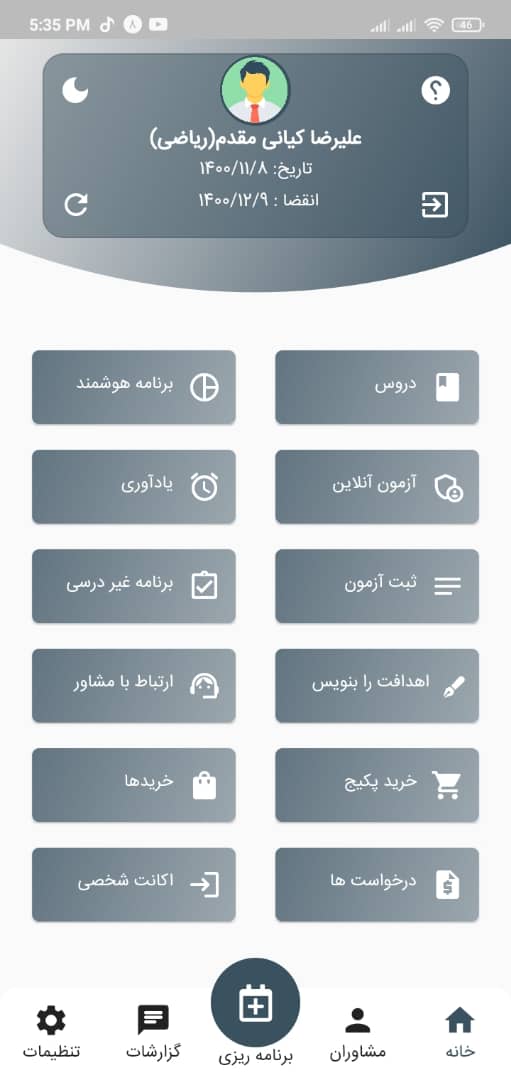 5:35 PM
46
علیرضا کیانی مقدم(ریاضی)
تاریخ: ۱۴۰۰/۱۱/۸
انقضا : ۱۴۰۰/۱۲/۹
دروس
برنامه هوشمند
آزمون آنلاین
یادآوری
ثبت آزمون
برنامه غیر درسی
اهدافت را بنویس
ارتباط با مشاور
خرید پکیج
خریدها
درخواست ها
اکانت شخصی
خانه
مشاوران
برنامه ریزی
گزارشات
تنظیمات